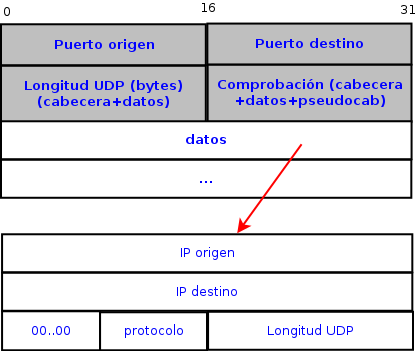 0 16 31
Puerto origen
Puerto destino
Longitud UDP (bytes)
(cabecera+datos)
Comprobación (cabecera
+datos+pseudocab)
datos
...
IP origen
IP destino
00..00
protocolo
Longitud UDP